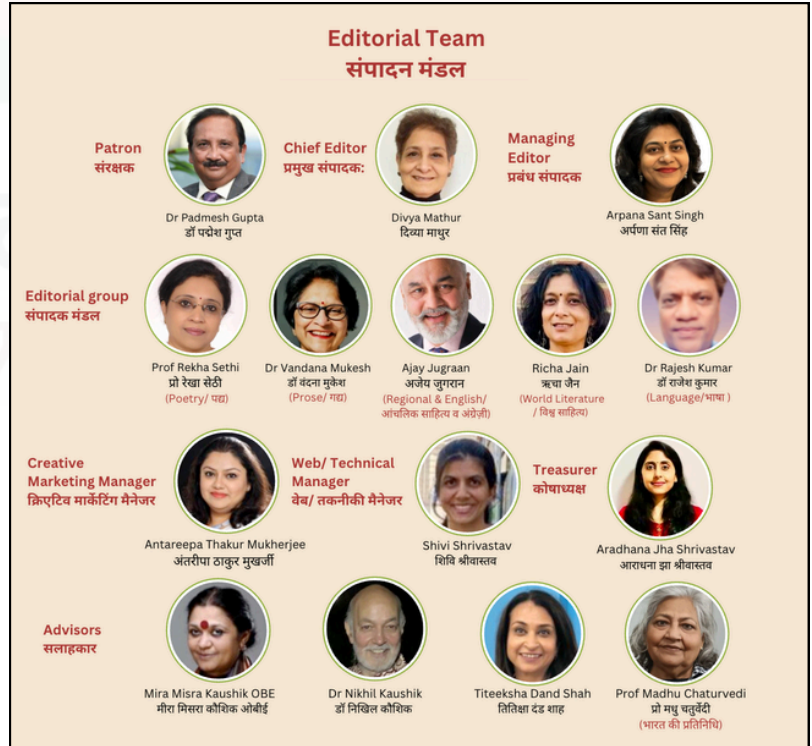 Editorial Team
संपादन मंडल
Patron
संरक्षक
Dr Padmesh Gupta
डॉ पद्मेश गुप्त
Chief Editor
प्रमुख संपादक:
Divya Mathur
दिव्या माथुर
Managing
Editor
प्रबंध संपादक
Arpana Sant Singh
अर्पणा संत सिंह
Editorial group
संपादक मंडल
Prof Rekha Sethi
प्रो रेखा सेठी
(Poetry/ पद्य)
Dr Vandana Mukesh
डॉ वंदना मुकेश
(Prose/ गद्य)
Ajay Jugraan
अजेय जुगरान
(Regional & English/
आंचलिक साहित्य व अंग्रेज़ी)
Richa Jain
ऋचा जैन
(World Literature
/ विश्व साहित्य)
Dr Rajesh Kumar
डॉ राजेश कुमार
(Language/भाषा )
Creative
Marketing Manager
क्रिएटिव मार्केटिंग मैनेजर
Antareepa Thakur Mukherjee
अंतरीपा ठाकुर मुखर्जी
Web/ Technical
Manager
वेब/ तकनीकी मैनेजर
Shivi Shrivastav
शिवि श्रीवास्तव
Treasurer
कोषाध्यक्ष
Aradhana Jha Shrivastav
आराधना झा श्रीवास्तव
Advisors
सलाहकार
Mira Misra Kaushik OBE
मीरा मिसरा कौशिक ओबीई
Dr Nikhil Kaushik
डॉ निखिल कौशिक
Titeeksha Dand Shah
तितिक्षा दंड शाह
Prof Madhu Chaturvedi
प्रो मधु चतुर्वेदी
(भारत की प्रतिनिधि)